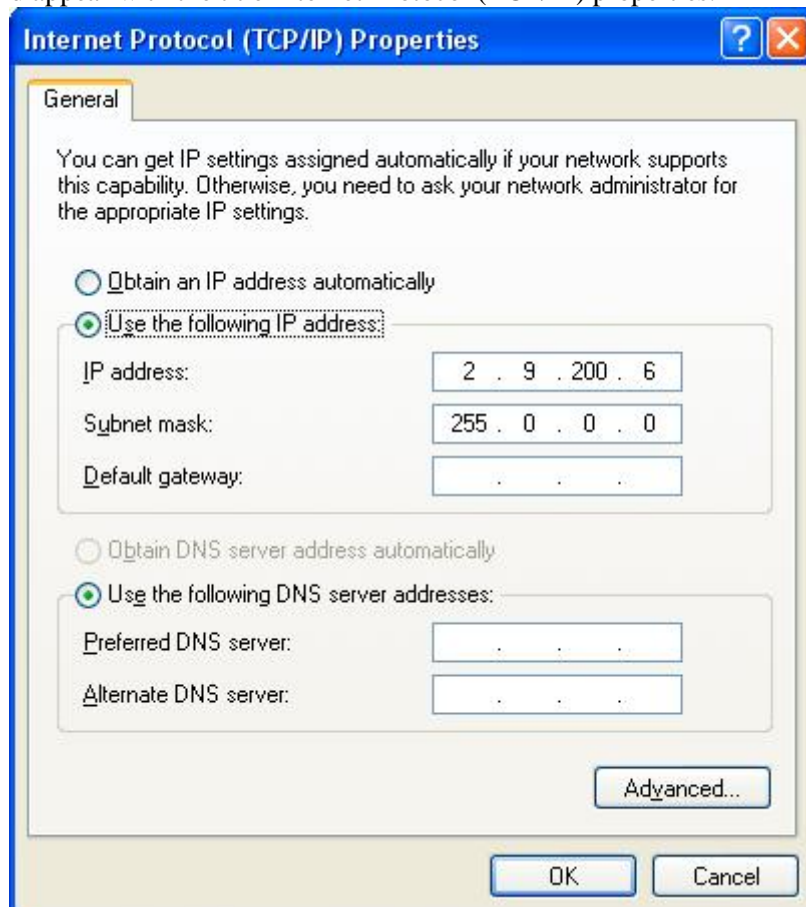 Internet Protocol (TCP/IP) Properties
General
You can get IP settings assigned automatically if your network supports
this capability. Otherwise, you need to ask your network administrator for
the appropriate IP settings.
Obtain an IP address automatically
Use the following IP address:
IP address: 2 . 9 . 200 . 6
Subnet mask: 255 . 0 . 0 . 0
Default gateway: . . .
Obtain DNS server address automatically
Use the following DNS server addresses:
Preferred DNS server: . . .
Alternate DNS server: . . .
Advanced...
OK Cancel